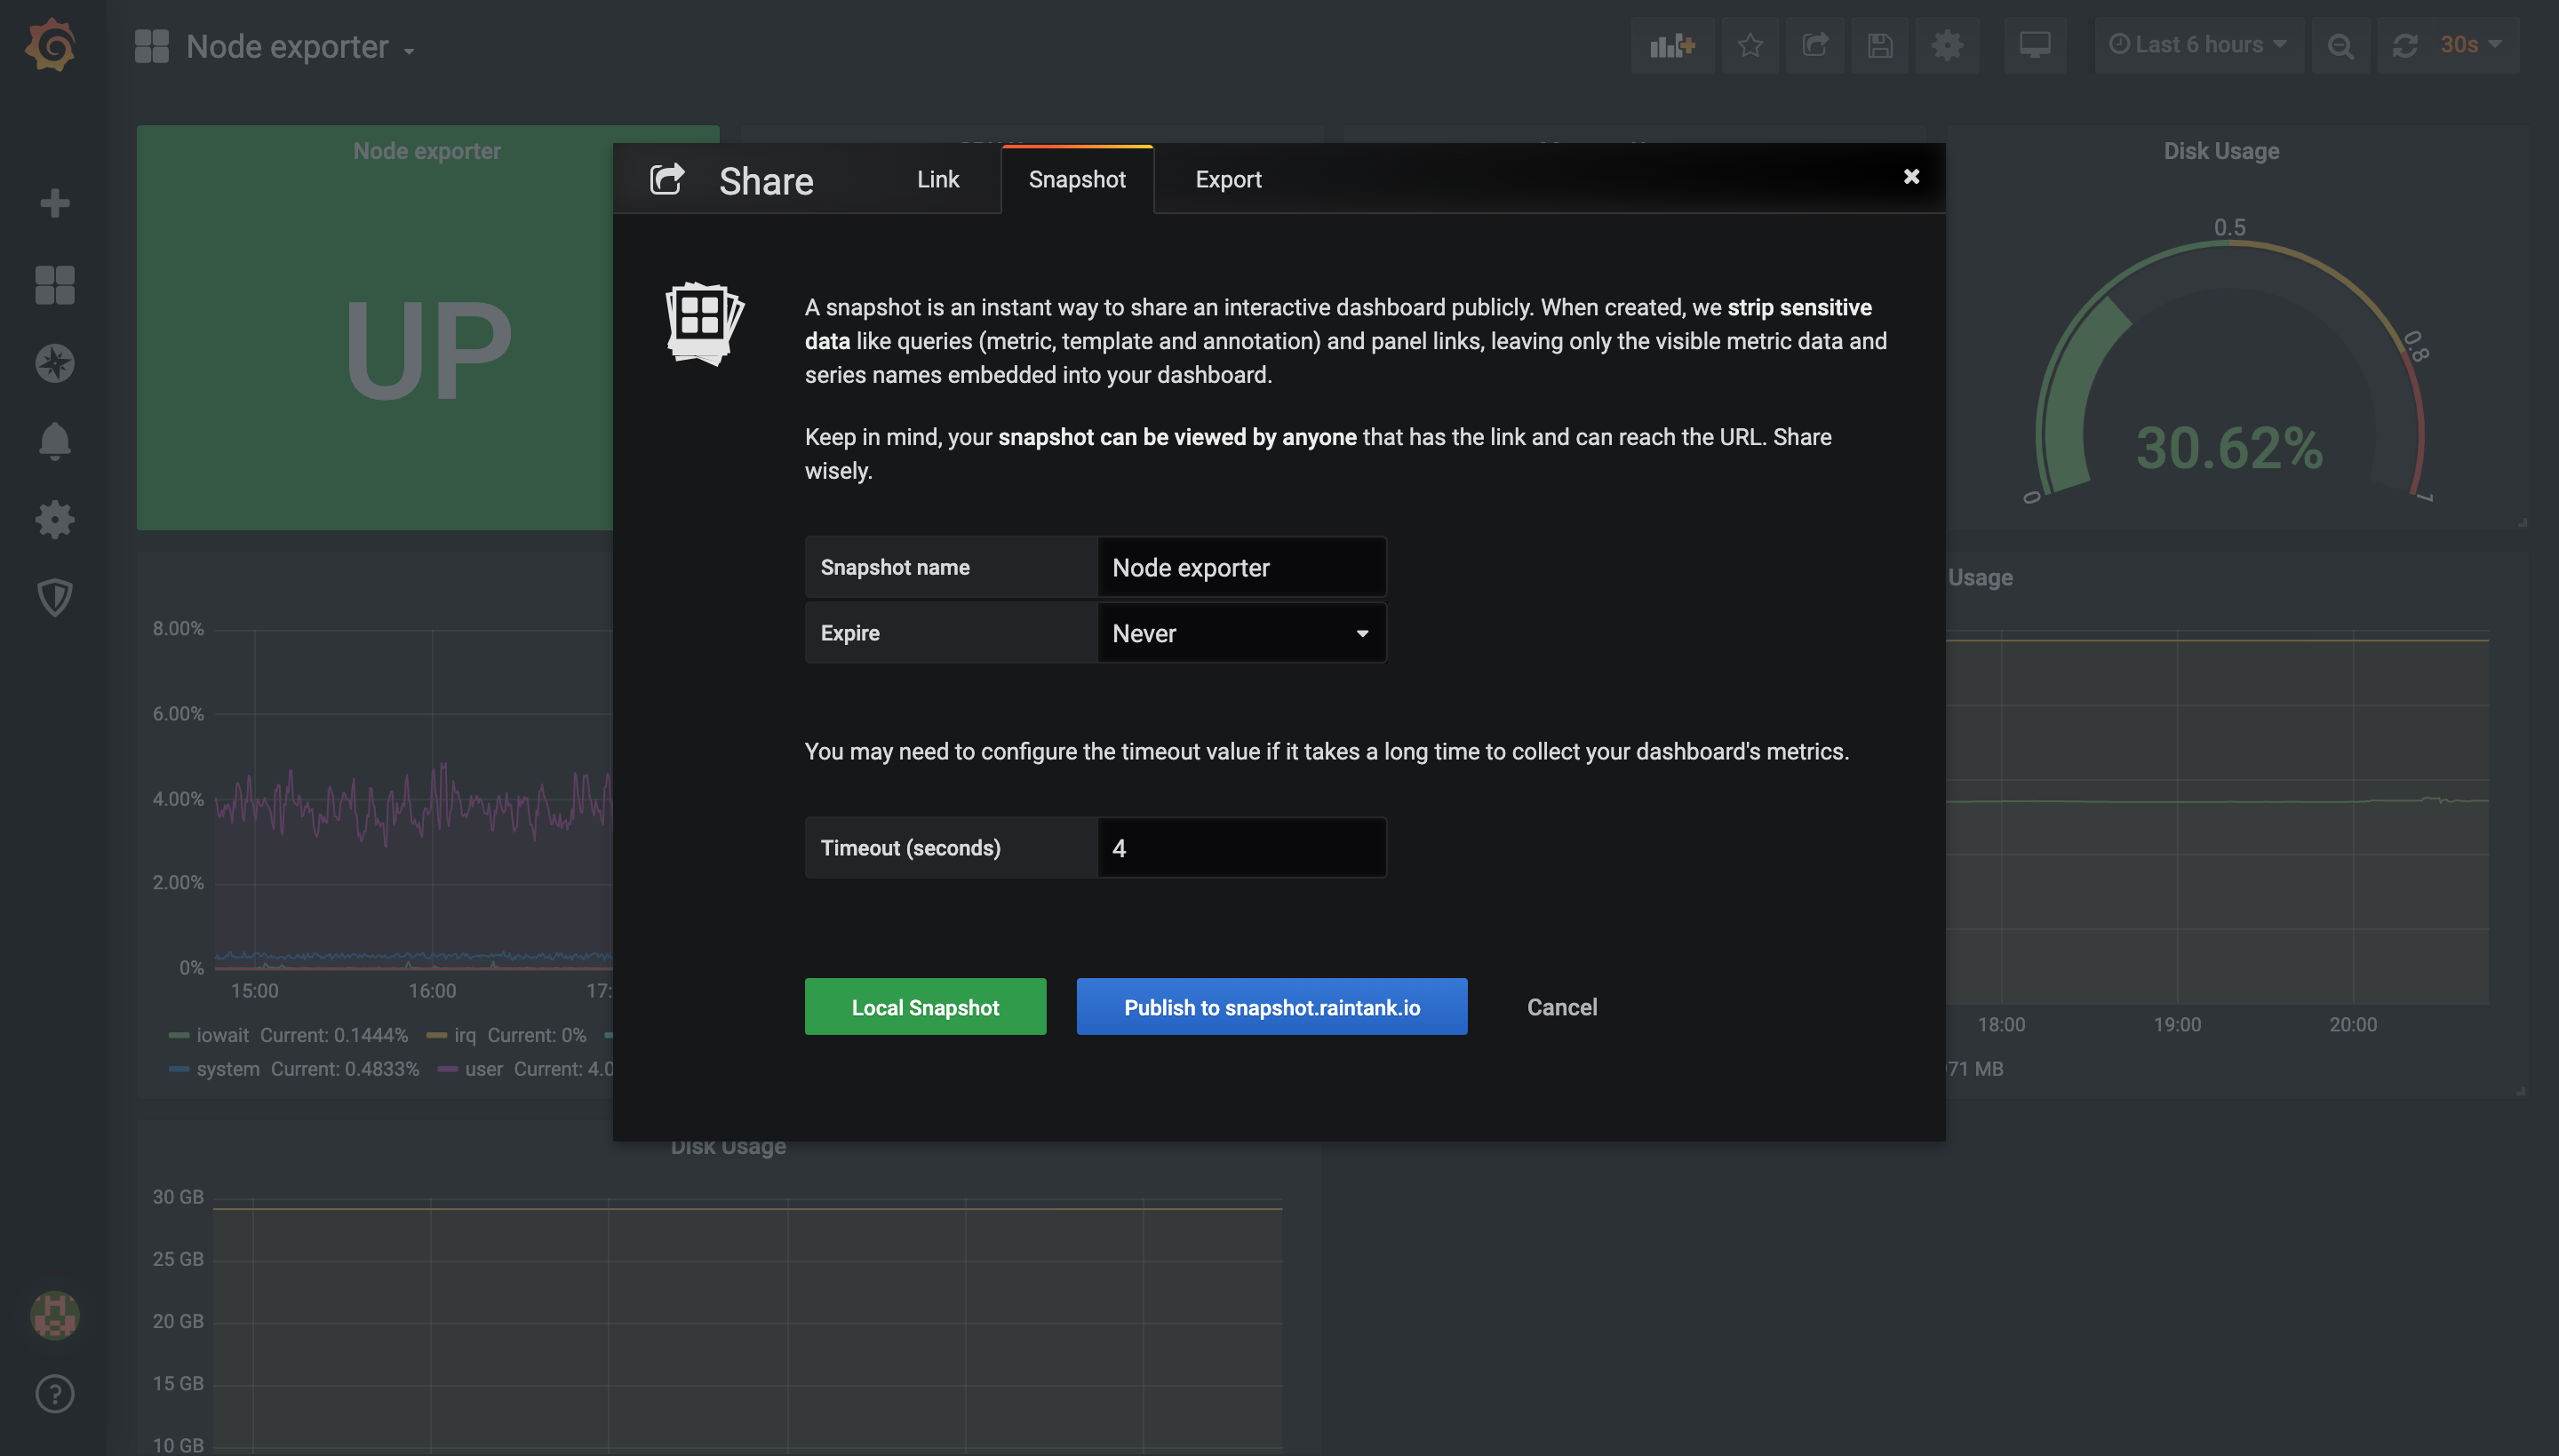 Node exporter
Last 6 hours
30s
Node exporter
UP
Share
Link
Snapshot
Export
A snapshot is an instant way to share an interactive dashboard publicly. When created, we strip sensitive
data like queries (metric, template and annotation) and panel links, leaving only the visible metric data and
series names embedded into your dashboard.
Keep in mind, your snapshot can be viewed by anyone that has the link and can reach the URL. Share
wisely.
Snapshot name
Node exporter
Expire
Never
You may need to configure the timeout value if it takes a long time to collect your dashboard's metrics.
Timeout (seconds)
4
Local Snapshot
Publish to snapshot.raintank.io
Cancel
Disk Usage
0
0.5
0.8
1
30.62%
8.00%
6.00%
4.00%
2.00%
0%
15:00
16:00
17:
iowait Current: 0.1444%
irq Current: 0%
system Current: 0.4833%
user Current: 4.0
Usage
18:00
19:00
20:00
71 MB
Disk Usage
30 GB
25 GB
20 GB
15 GB
10 GB